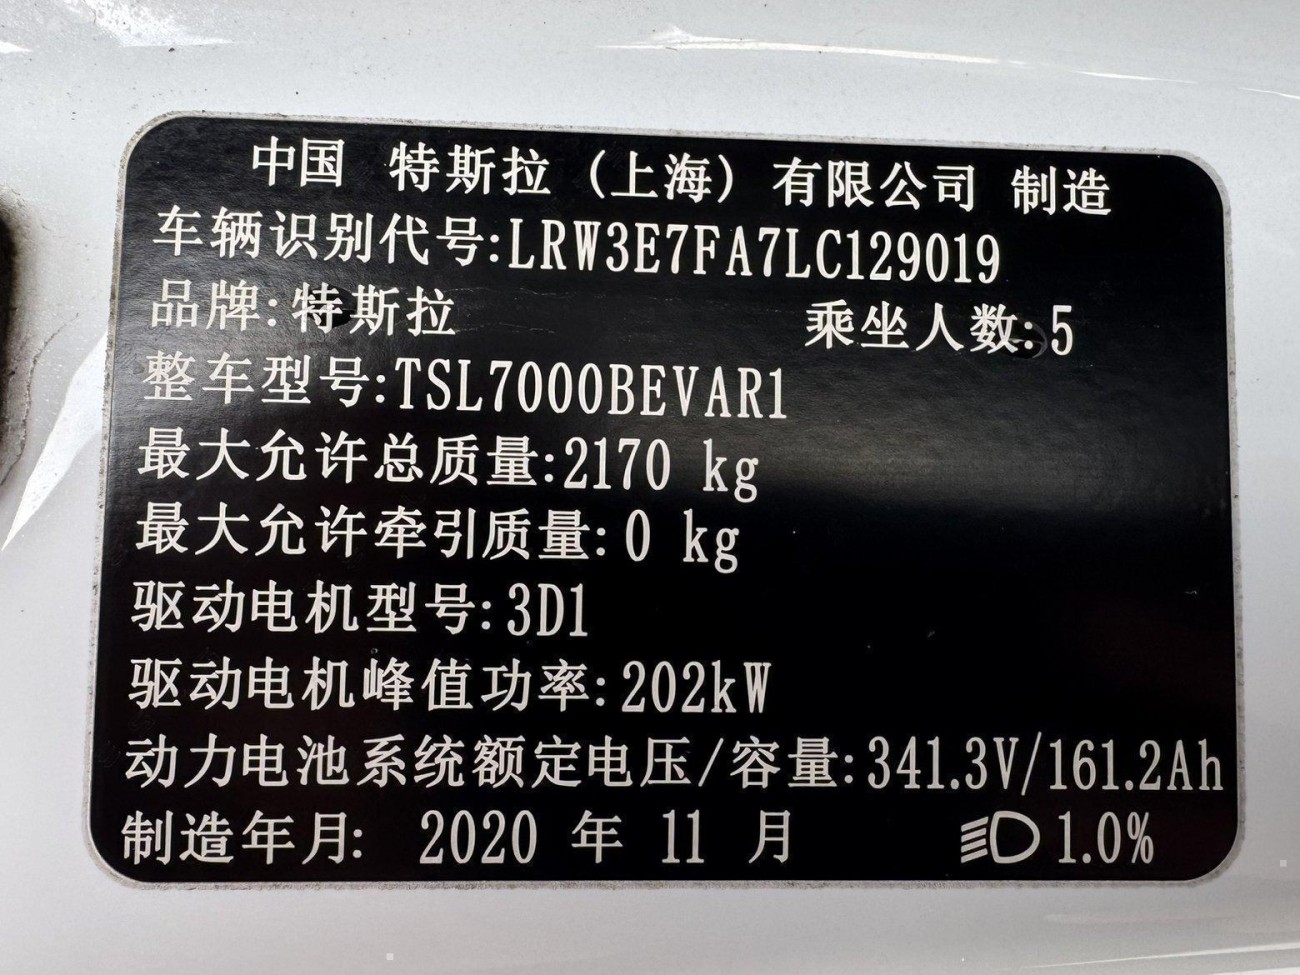 中国 特斯拉(上海)有限公司 制造
车辆识别代号:LRW3E7FA7LC129019
品牌:特斯拉 乘坐人数:5
整车型号:TSL7000BEVAR1
最大允许总质量:2170 kg
最大允许牵引质量:0 kg
驱动电机型号:3D1
驱动电机峰值功率:202kW
动力电池系统额定电压/容量:341.3V/161.2Ah
制造年月: 2020 年 11 月 1.0%